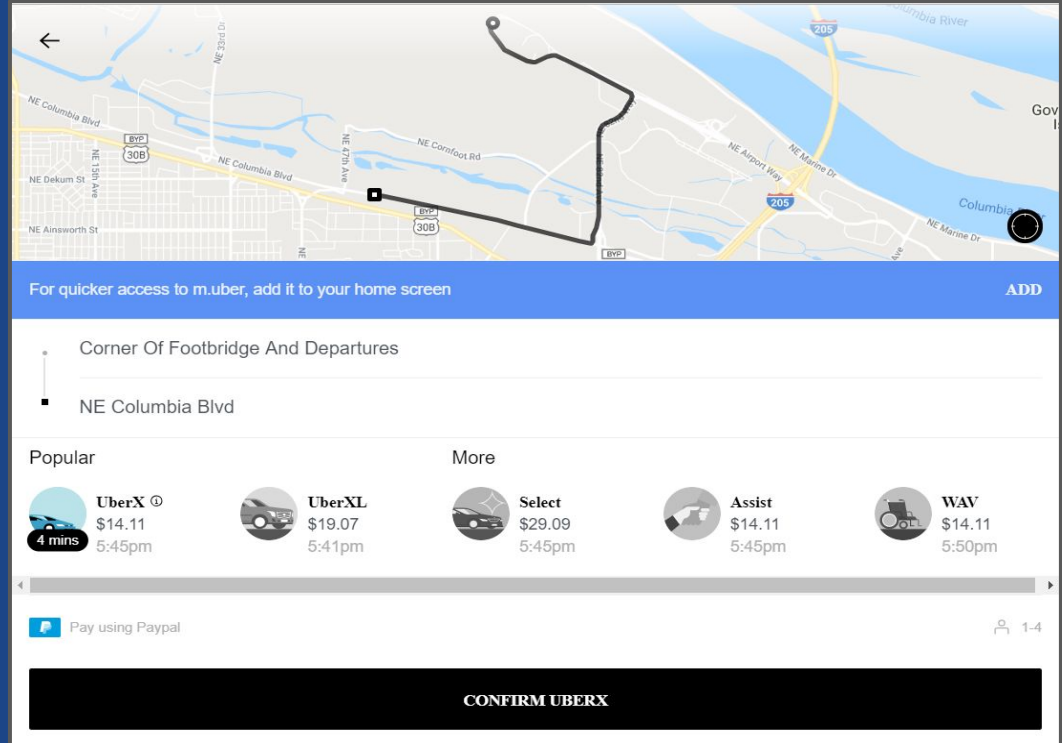 NE 33rd Dr
205
Columbia River
NE Columbia Blvd
BYP
30B
NE 15th Ave
NE Dekum St
NE Ainsworth St
NE Columbia Blvd
NE 47th Ave
NE Cornfoot Rd
BYP
30B
NE
BYP
NE Airport Way
NE Marine Dr
205
Gov
Columbia
NE Marine Dr
Ave
For quicker access to m.uber, add it to your home screen ADD
Corner Of Footbridge And Departures
NE Columbia Blvd
Popular More
UberX UberXL Select Assist WAV
$14.11 $19.07 $29.09 $14.11 $14.11
4 mins 5:45pm 5:41pm 5:45pm 5:45pm 5:50pm
Pay using Paypal 1-4
CONFIRM UBERX